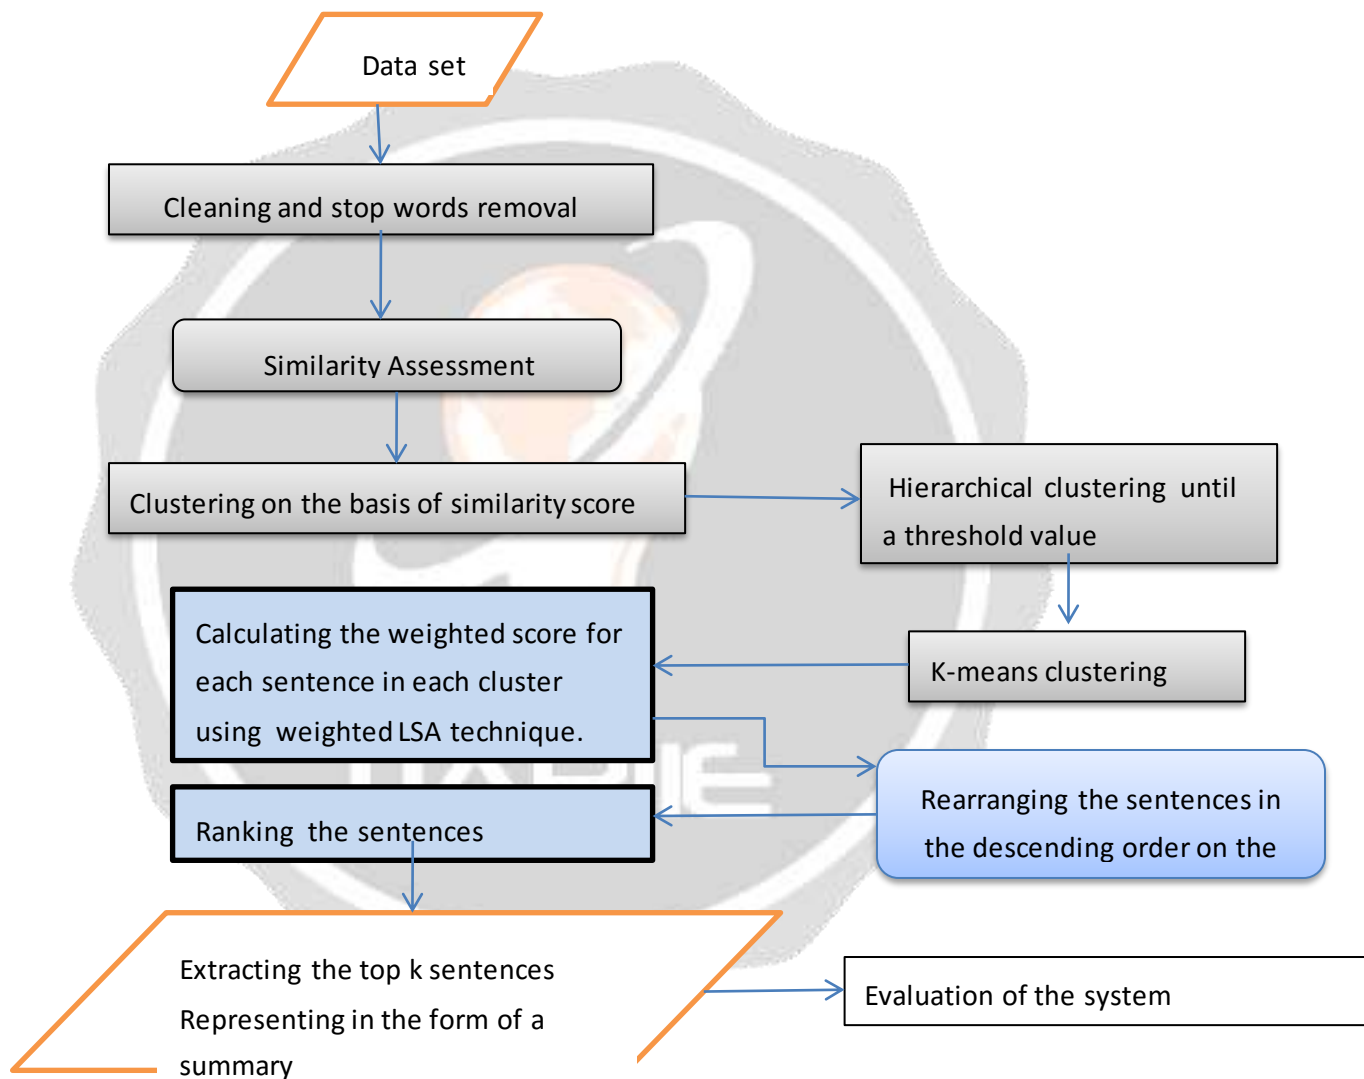 Data set
Cleaning and stop words removal
Similarity Assessment
Clustering on the basis of similarity score
Hierarchical clustering until
a threshold value
K-means clustering
Calculating the weighted score for
each sentence in each cluster
using weighted LSA technique.
Rearranging the sentences in
the descending order on the
Ranking the sentences
Extracting the top k sentences
Representing in the form of a
summary
Evaluation of the system